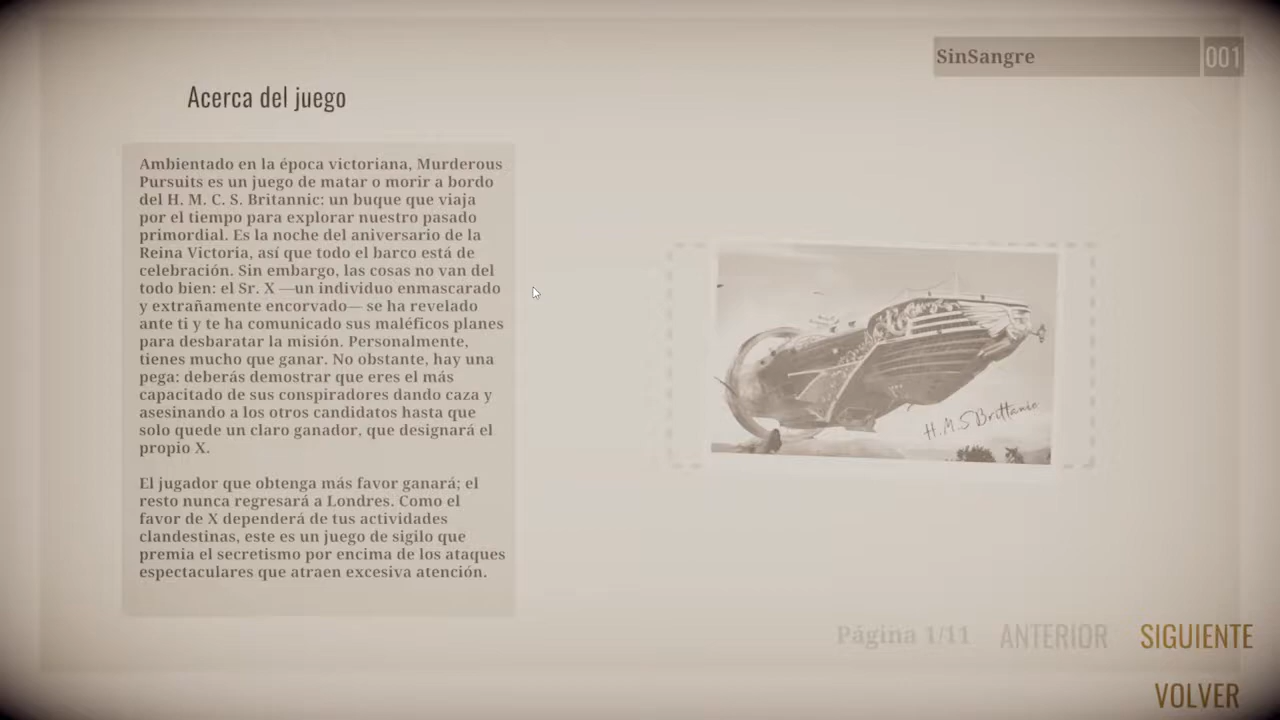 SinSangre 001
Acerca del juego
Ambientado en la época victoriana, Murderous
Pursuits es un juego de matar o morir a bordo
del H. M. C. S. Britannic: un buque que viaja
por el tiempo para explorar nuestro pasado
primordial. Es la noche del aniversario de la
Reina Victoria, así que todo el barco está de
celebración. Sin embargo, las cosas no van del
todo bien: el Sr. X —un individuo enmascarado
y extrañamente encorvado— se ha revelado
ante ti y te ha comunicado sus maléficos planes
para desbaratar la misión. Personalmente,
tienes mucho que ganar. No obstante, hay una
pega: deberás demostrar que eres el más
capacitado de sus conspiradores dando caza y
asesinando a los otros candidatos hasta que
solo quede un claro ganador, que designará el
propio X.
El jugador que obtenga más favor ganará; el
resto nunca regresará a Londres. Como el
favor de X dependerá de tus actividades
clandestinas, este es un juego de sigilo que
premia el secretismo por encima de los ataques
espectaculares que atraen excesiva atención.
H.M.S Brittanic
Página 1/11 ANTERIOR SIGUIENTE
VOLVER